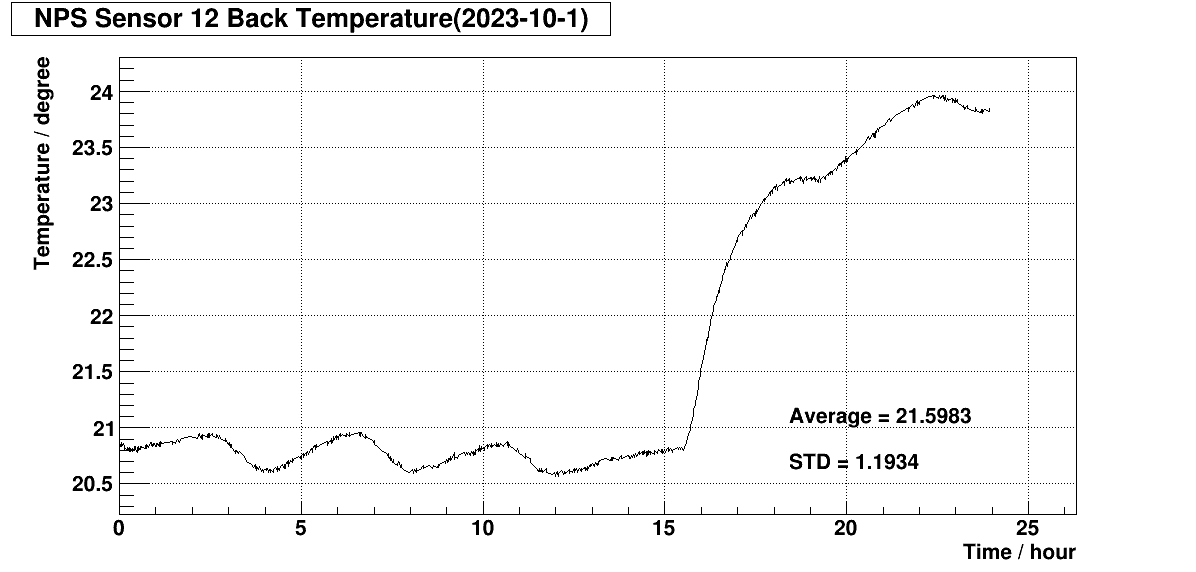 NPS Sensor 12 Back Temperature(2023-10-1)
Temperature / degree
24
23.5
23
22.5
22
21.5
21
20.5
Average = 21.5983
STD = 1.1934
0 5 10 15 20 25
Time / hour